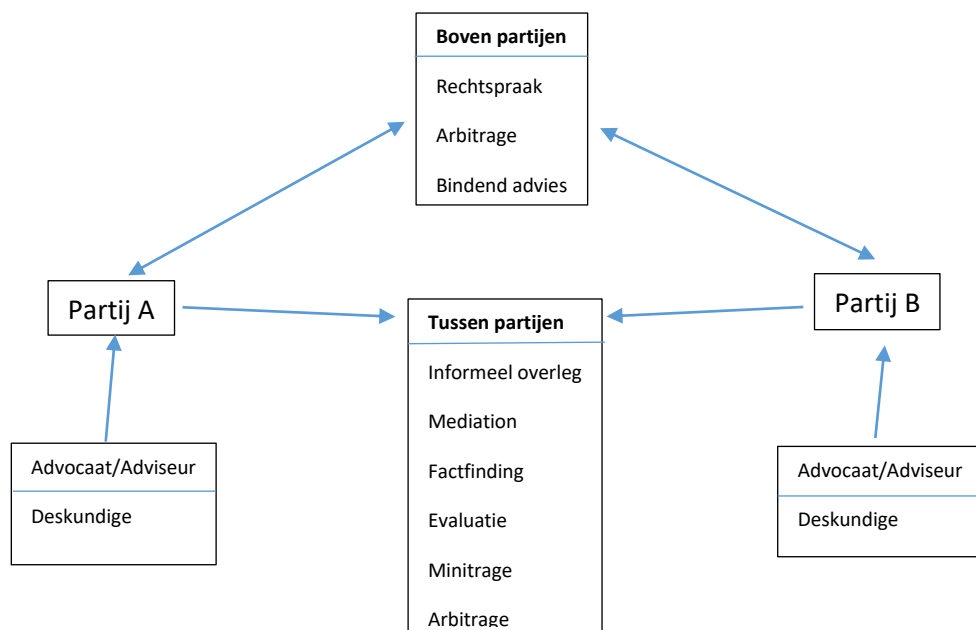 Boven partijen
Rechtspraak
Arbitrage
Bindend advies
Partij A
Partij B
Tussen partijen
Informeel overleg
Mediation
Factfinding
Evaluatie
Minitrage
Arbitrage
Advocaat/Adviseur
Deskundige
Advocaat/Adviseur
Deskundige